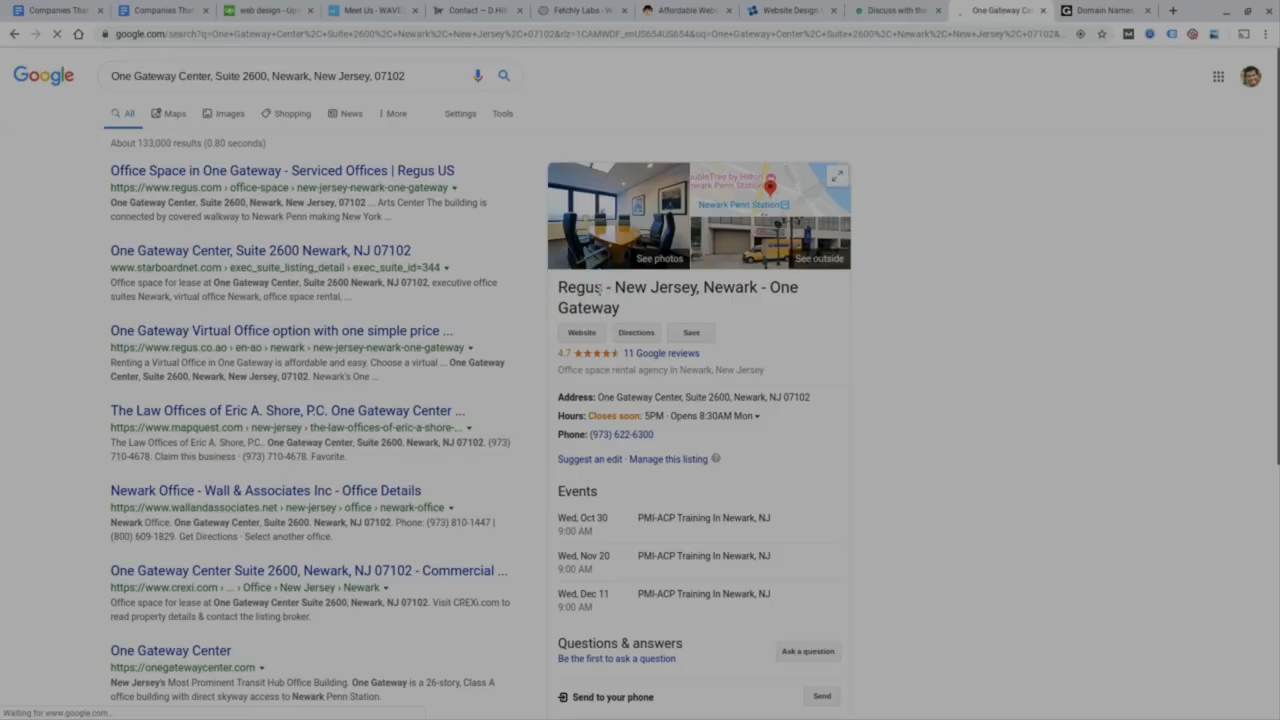 Companies That
Companies That
web design - Up
Meet Us - WAVE
Contact — D.Hil
Fetchly Labs - W
Affordable Web
Website Design
Discuss with the
One Gateway Ce
Domain Names,
google.com/search?q=One+Gateway+Center%2C+Suite+2600%2C+Newark%2C+New+Jersey%2C+07102&rlz=1CAMWDF_enUS654US654&oq=One+Gateway+Center%2C+Suite+2600%2C+Newark%2C+New+Jersey%2C+07102&...
Google
One Gateway Center, Suite 2600, Newark, New Jersey, 07102
All Maps Images Shopping News More Settings Tools
About 133,000 results (0.80 seconds)
Office Space in One Gateway - Serviced Offices | Regus US
https://www.regus.com › office-space › new-jersey-newark-one-gateway
One Gateway Center, Suite 2600, Newark, New Jersey, 07102 ... Arts Center The building is
connected by covered walkway to Newark Penn making New York ...
One Gateway Center, Suite 2600 Newark, NJ 07102
www.starboardnet.com › exec_suite_listing_detail › exec_suite_id=344
Office space for lease at One Gateway Center, Suite 2600 Newark, NJ 07102, executive office
suites Newark, virtual office Newark, office space rental, ...
One Gateway Virtual Office option with one simple price ...
https://www.regus.co.ao › en-ao › newark › new-jersey-newark-one-gateway
Renting a Virtual Office in One Gateway is affordable and easy. Choose a virtual ... One Gateway
Center, Suite 2600, Newark, New Jersey, 07102. Newark's One ...
The Law Offices of Eric A. Shore, P.C. One Gateway Center ...
https://www.mapquest.com › new-jersey › the-law-offices-of-eric-a-shore-...
The Law Offices of Eric A. Shore, P.C.. One Gateway Center, Suite 2600, Newark, NJ 07102. (973)
710-4678. Claim this business · (973) 710-4678. Favorite.
Newark Office - Wall & Associates Inc - Office Details
https://www.wallandassociates.net › new-jersey › office › newark-office
Newark Office. One Gateway Center, Suite 2600. Newark, NJ 07102. Phone: (973) 810-1447 |
(800) 609-1829. Get Directions · Select another office.
One Gateway Center Suite 2600, Newark, NJ 07102 - Commercial ...
https://www.crexi.com › ... › Office › New Jersey › Newark
Office space for lease at One Gateway Center Suite 2600, Newark, NJ 07102. Visit CREXi.com to
read property details & contact the listing broker.
One Gateway Center
https://onegatewaycenter.com
New Jersey's Most Prominent Transit Hub Office Building. One Gateway is a 26-story, Class A
office building with direct skyway access to Newark Penn Station.
Waiting for www.google.com...
ubleTree by Hilton
ewark Penn Station
Newark Penn Station
See photos
See outside
Regus - New Jersey, Newark - One
Gateway
Website Directions Save
4.7 11 Google reviews
Office space rental agency in Newark, New Jersey
Address: One Gateway Center, Suite 2600, Newark, NJ 07102
Hours: Closes soon: 5PM · Opens 8:30AM Mon
Phone: (973) 622-6300
Suggest an edit · Manage this listing
Events
Wed, Oct 30 PMI-ACP Training In Newark, NJ
9:00 AM
Wed, Nov 20 PMI-ACP Training In Newark, NJ
9:00 AM
Wed, Dec 11 PMI-ACP Training In Newark, NJ
9:00 AM
Questions & answers
Be the first to ask a question
Ask a question
Send to your phone
Send